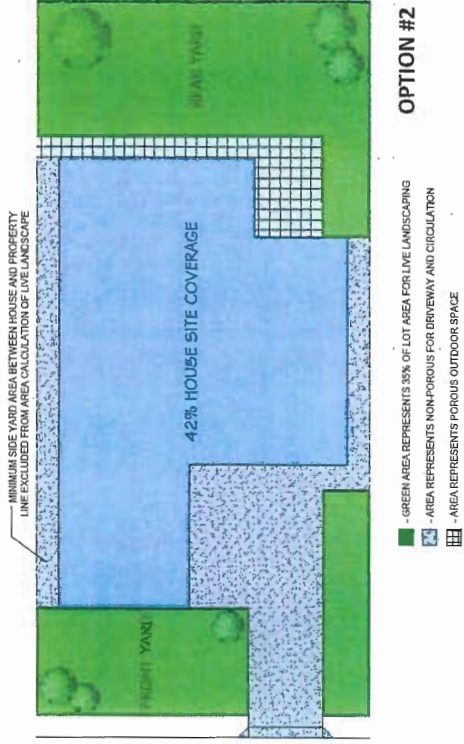 MINIMUM SIDE YARD AREA BETWEEN HOUSE AND PROPERTY
LINE EXCLUDED FROM AREA CALCULATION OF LIVE LANDSCAPE
FRONT YARD
42% HOUSE SITE COVERAGE
REAR YARD
- GREEN AREA REPRESENTS 35% OF LOT AREA FOR LIVE LANDSCAPING
- AREA REPRESENTS NON-POROUS FOR DRIVEWAY AND CIRCULATION
- AREA REPRESENTS POROUS OUTDOOR SPACE
OPTION #2